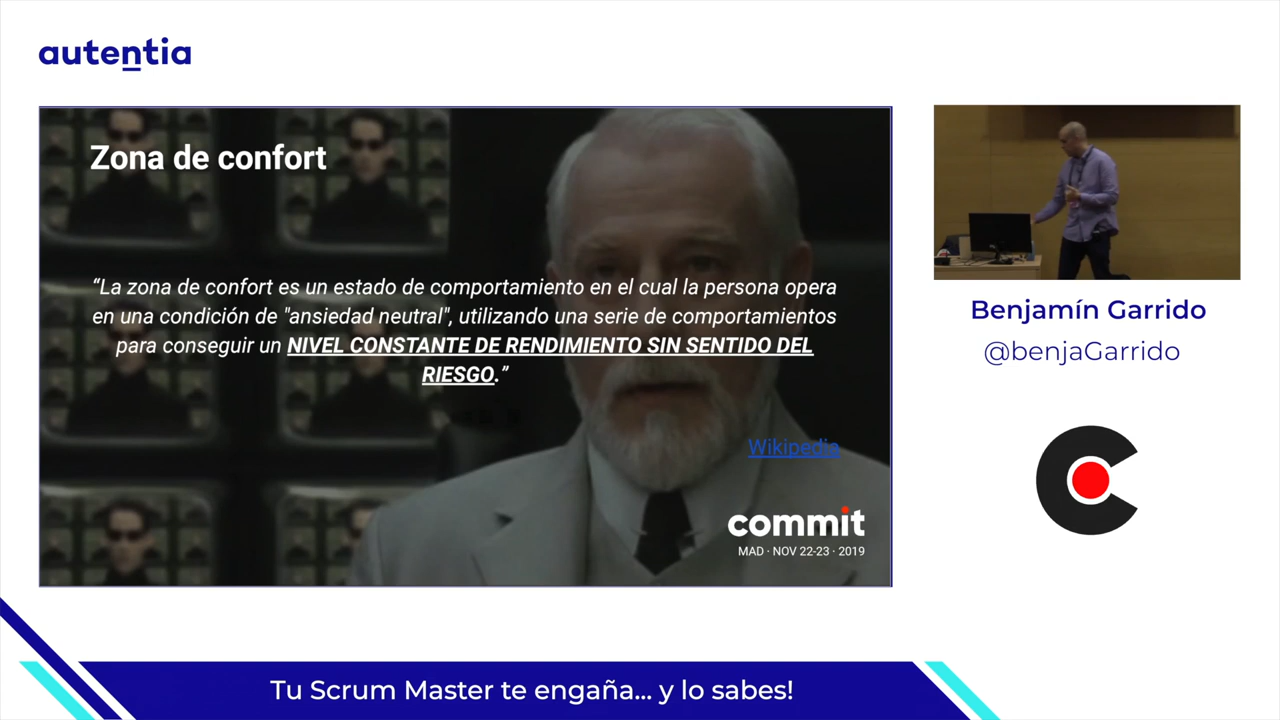 autentia
Zona de confort
“La zona de confort es un estado de comportamiento en el cual la persona opera
en una condición de "ansiedad neutral", utilizando una serie de comportamientos
para conseguir un NIVEL CONSTANTE DE RENDIMIENTO SIN SENTIDO DEL
RIESGO.”
Wikipedia
commit
MAD · NOV 22-23 · 2019
Benjamín Garrido
@benjaGarrido
Tu Scrum Master te engaña... y lo sabes!